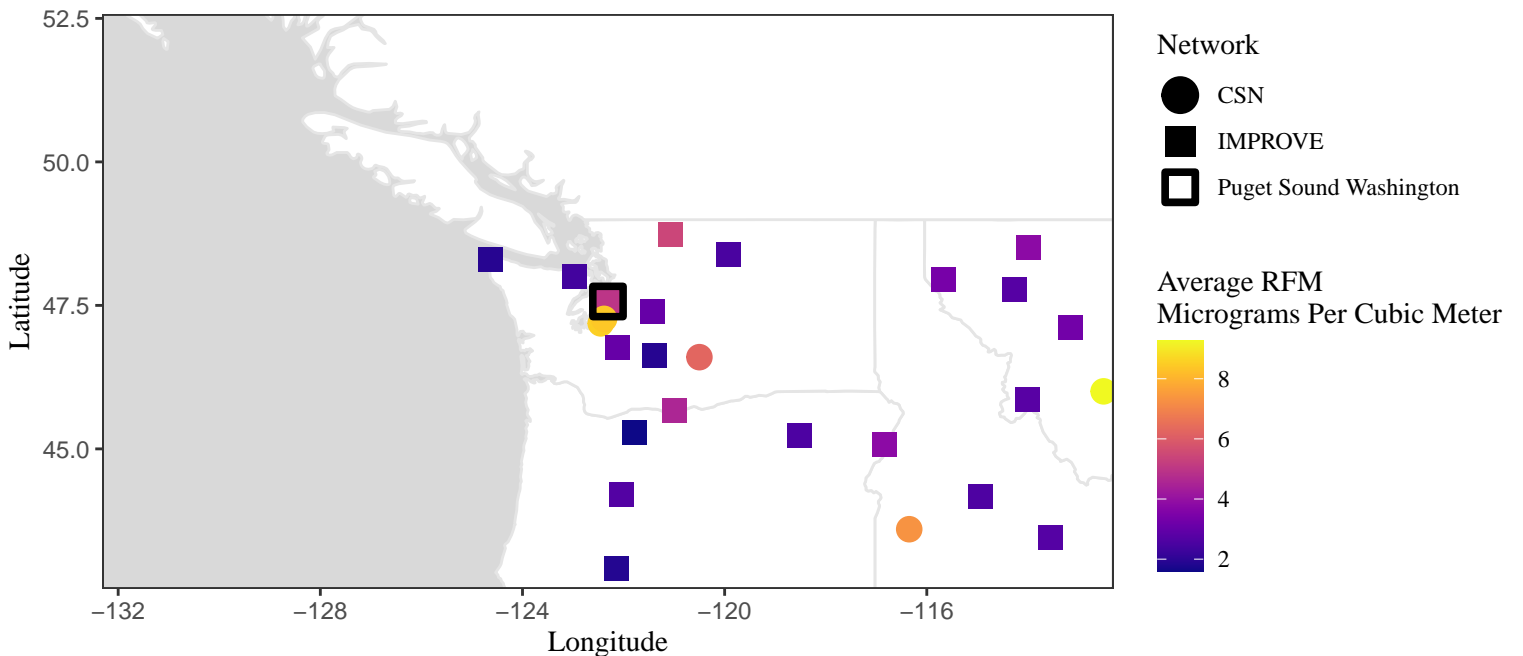 52.5
50.0
47.5
45.0
Latitude
−132
−128
−124
−120
−116
Longitude
Network
CSN
IMPROVE
Puget Sound Washington
Average RFM
Micrograms Per Cubic Meter
8
6
4
2